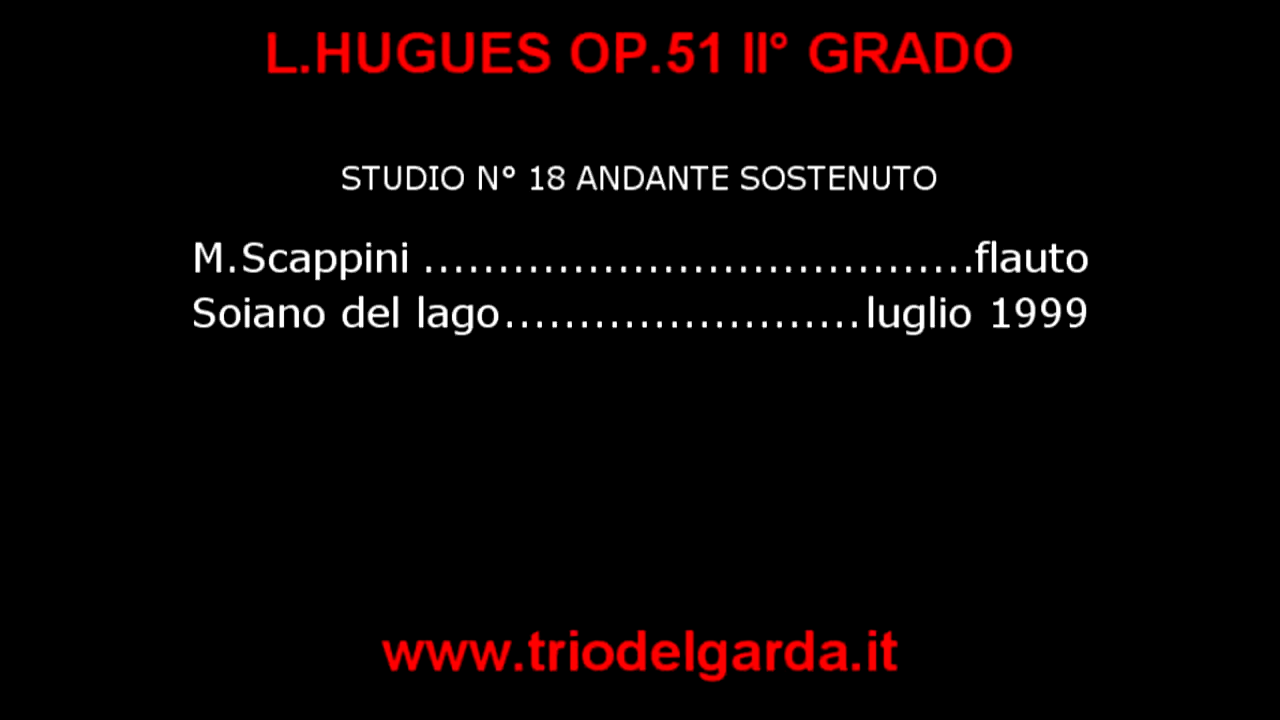 L.HUGUES OP.51 II° GRADO
STUDIO N° 18 ANDANTE SOSTENUTO
M.Scappini .....................................flauto
Soiano del lago........................luglio 1999
www.triodelgarda.it